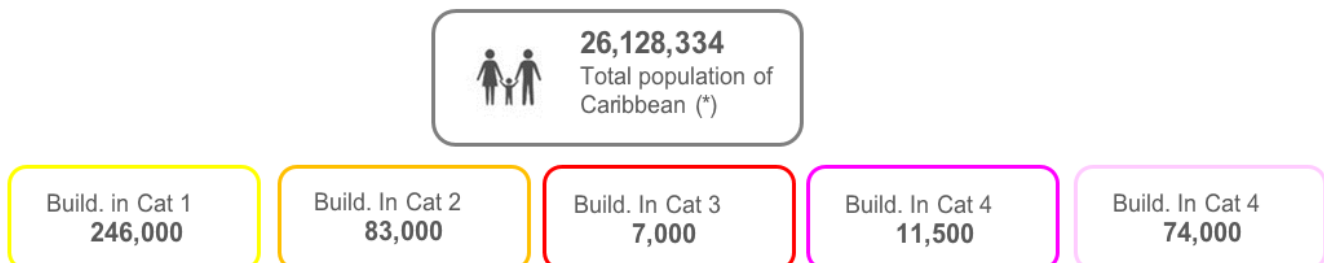 26,128,334
Total population of
Caribbean (*)
Build. in Cat 1
246,000
Build. In Cat 2
83,000
Build. In Cat 3
7,000
Build. In Cat 4
11,500
Build. In Cat 4
74,000